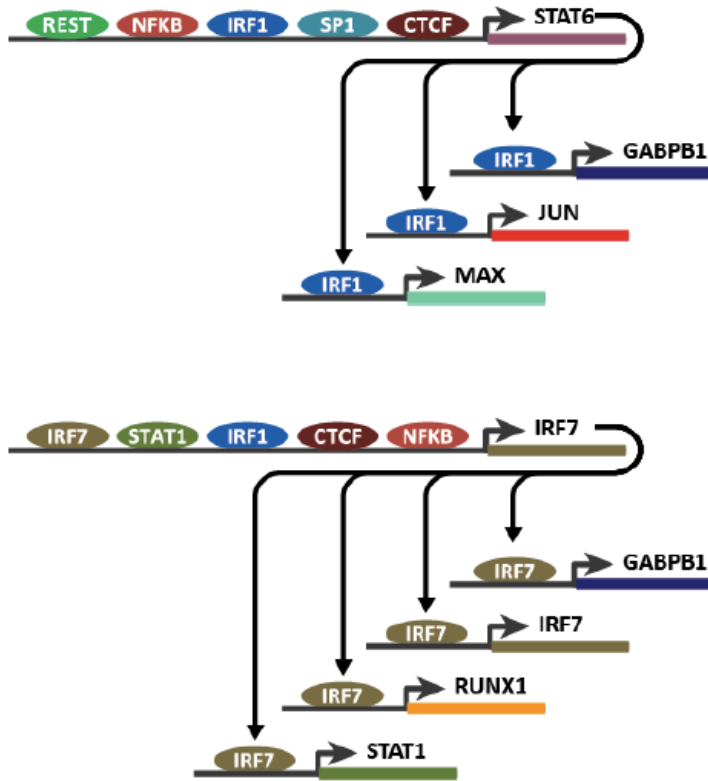 REST NFKB IRF1 SP1 CTCF STAT6
IRF1 GABPB1
IRF1 JUN
IRF1 MAX
IRF7 STAT1 IRF1 CTCF NFKB IRF7
IRF7 GABPB1
IRF7 IRF7
IRF7 RUNX1
IRF7 STAT1